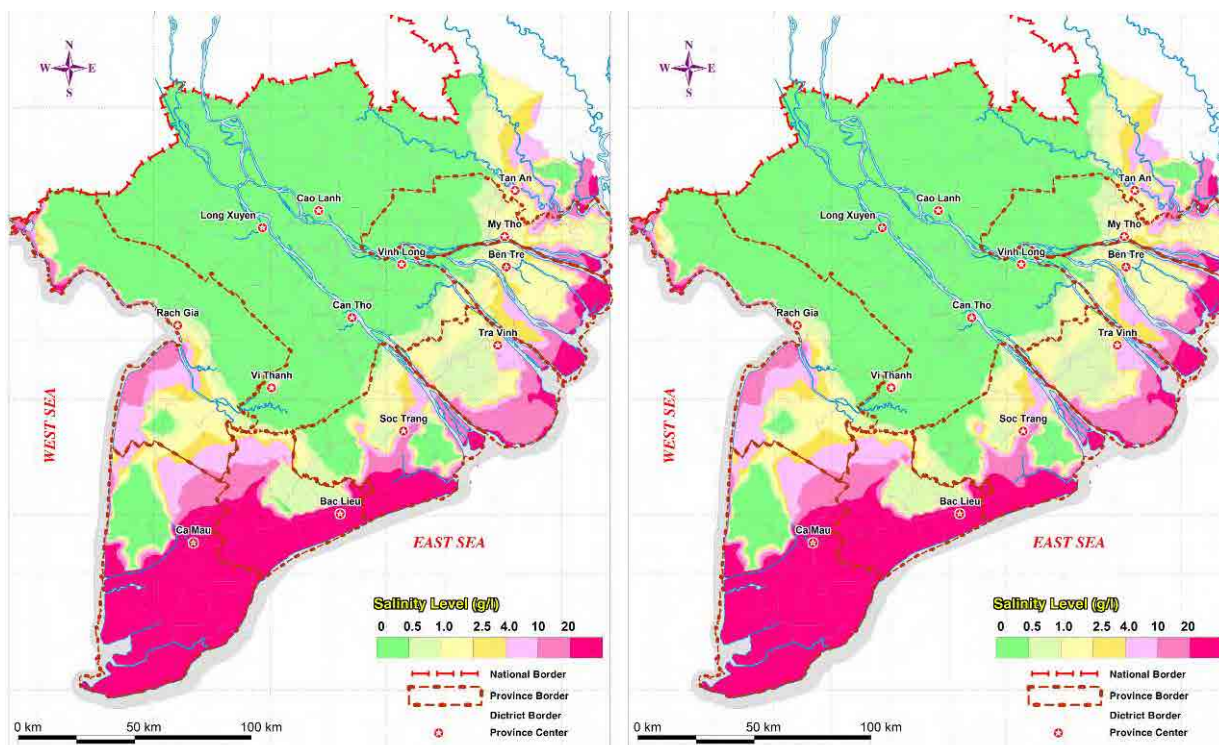 N
W E
S
Tan An
Cao Lanh
Long Xuyen
My Tho
Vinh Long
Ben Tre
Can Tho
Rach Gia
Tra Vinh
Vi Thanh
Soc Trang
WEST SEA
Bac Lieu
Ca Mau
EAST SEA
Salinity Level (g/l)
0 0.5 1.0 2.5 4.0 10 20
National Border
Province Border
District Border
Province Center
0 km 50 km 100 km
N
W E
S
Tan An
Cao Lanh
Long Xuyen
My Tho
Vinh Long
Ben Tre
Can Tho
Rach Gia
Tra Vinh
Vi Thanh
Soc Trang
WEST SEA
Bac Lieu
Ca Mau
EAST SEA
Salinity Level (g/l)
0 0.5 1.0 2.5 4.0 10 20
National Border
Province Border
District Border
Province Center
0 km 50 km 100 km